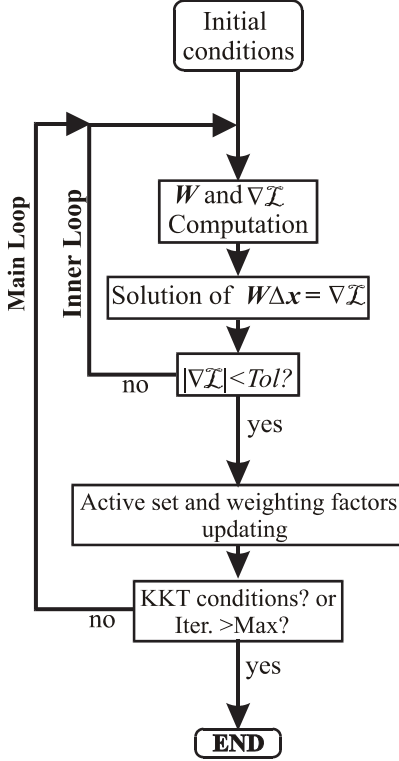 Initial
conditions
Main Loop
Inner Loop
W and ∇ℒ
Computation
Solution of WΔx = ∇ℒ
|∇ℒ|<Tol?
no
yes
Active set and weighting factors
updating
KKT conditions? or
Iter. >Max?
no
yes
END